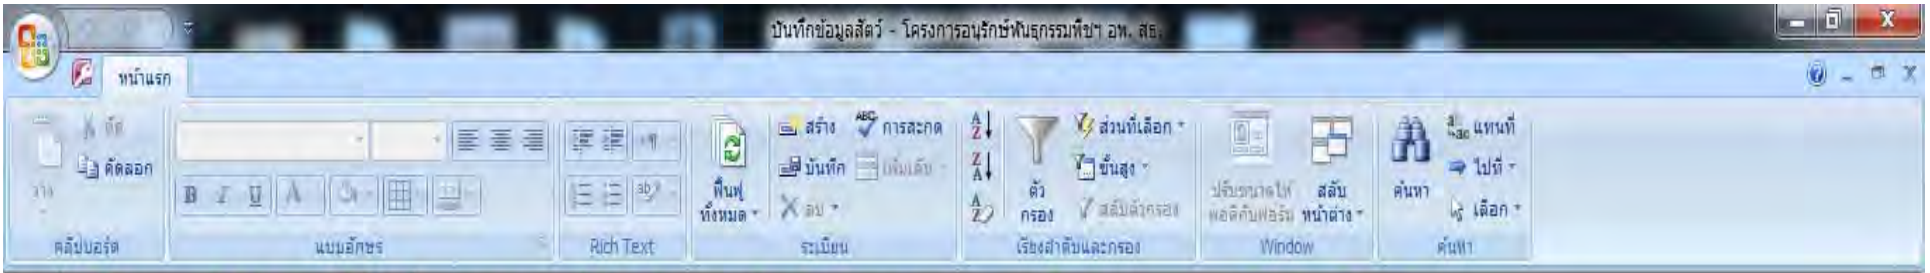 บันทึกข้อมูลสัตว์ - โครงการอนุรักษ์พันธุกรรมพืชฯ อพ. สธ.
หน้าแรก
วาง
ตัด
คัดลอก
คลิปบอร์ด
B I U A
แบบอักษร
Rich Text
ฟื้นฟู
ทั้งหมด
สร้าง
บันทึก
ลบ
ABC การสะกด
เพิ่มเติม
ระเบียน
ตัว
กรอง
ส่วนที่เลือก
ขั้นสูง
สลับตัวกรอง
เรียงลำดับและกรอง
ปรับขนาดให้
พอดีกับฟอร์ม
สลับ
หน้าต่าง
Window
ค้นหา
แทนที่
ไปที่
เลือก
ค้นหา